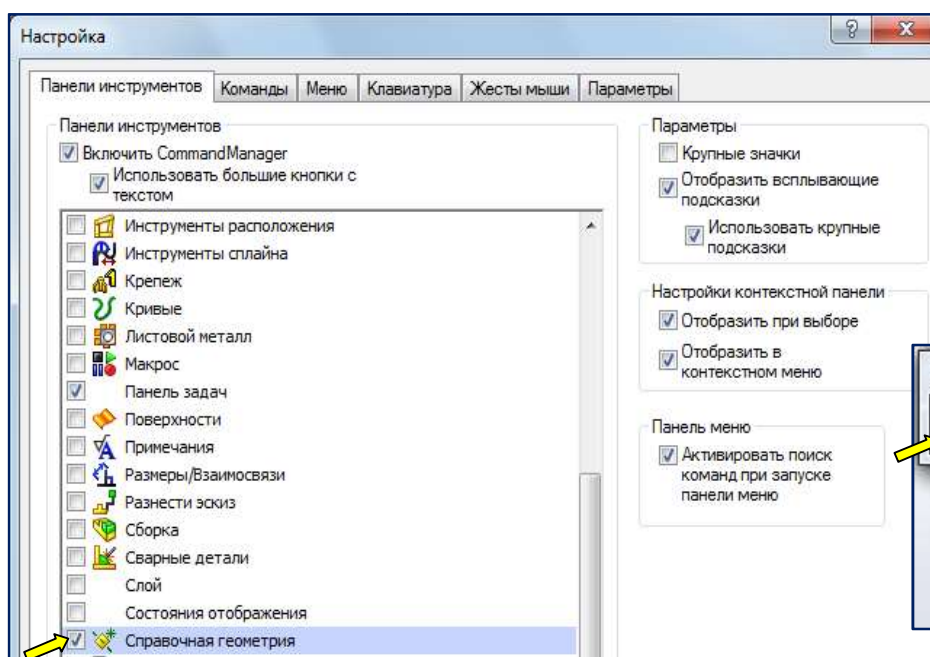 Настройка
?
X
Панели инструментов
Команды
Меню
Клавиатура
Жесты мыши
Параметры
Панели инструментов
Включить CommandManager
Использовать большие кнопки с
текстом
Инструменты расположения
Инструменты сплайна
Крепеж
Кривые
Листовой металл
Макрос
Панель задач
Поверхности
Примечания
Размеры/Взаимосвязи
Разнести эскиз
Сборка
Сварные детали
Слой
Состояния отображения
Справочная геометрия
Параметры
Крупные значки
Отобразить всплывающие
подсказки
Использовать крупные
подсказки
Настройки контекстной панели
Отобразить при выборе
Отобразить в
контекстном меню
Панель меню
Активировать поиск
команд при запуске
панели меню